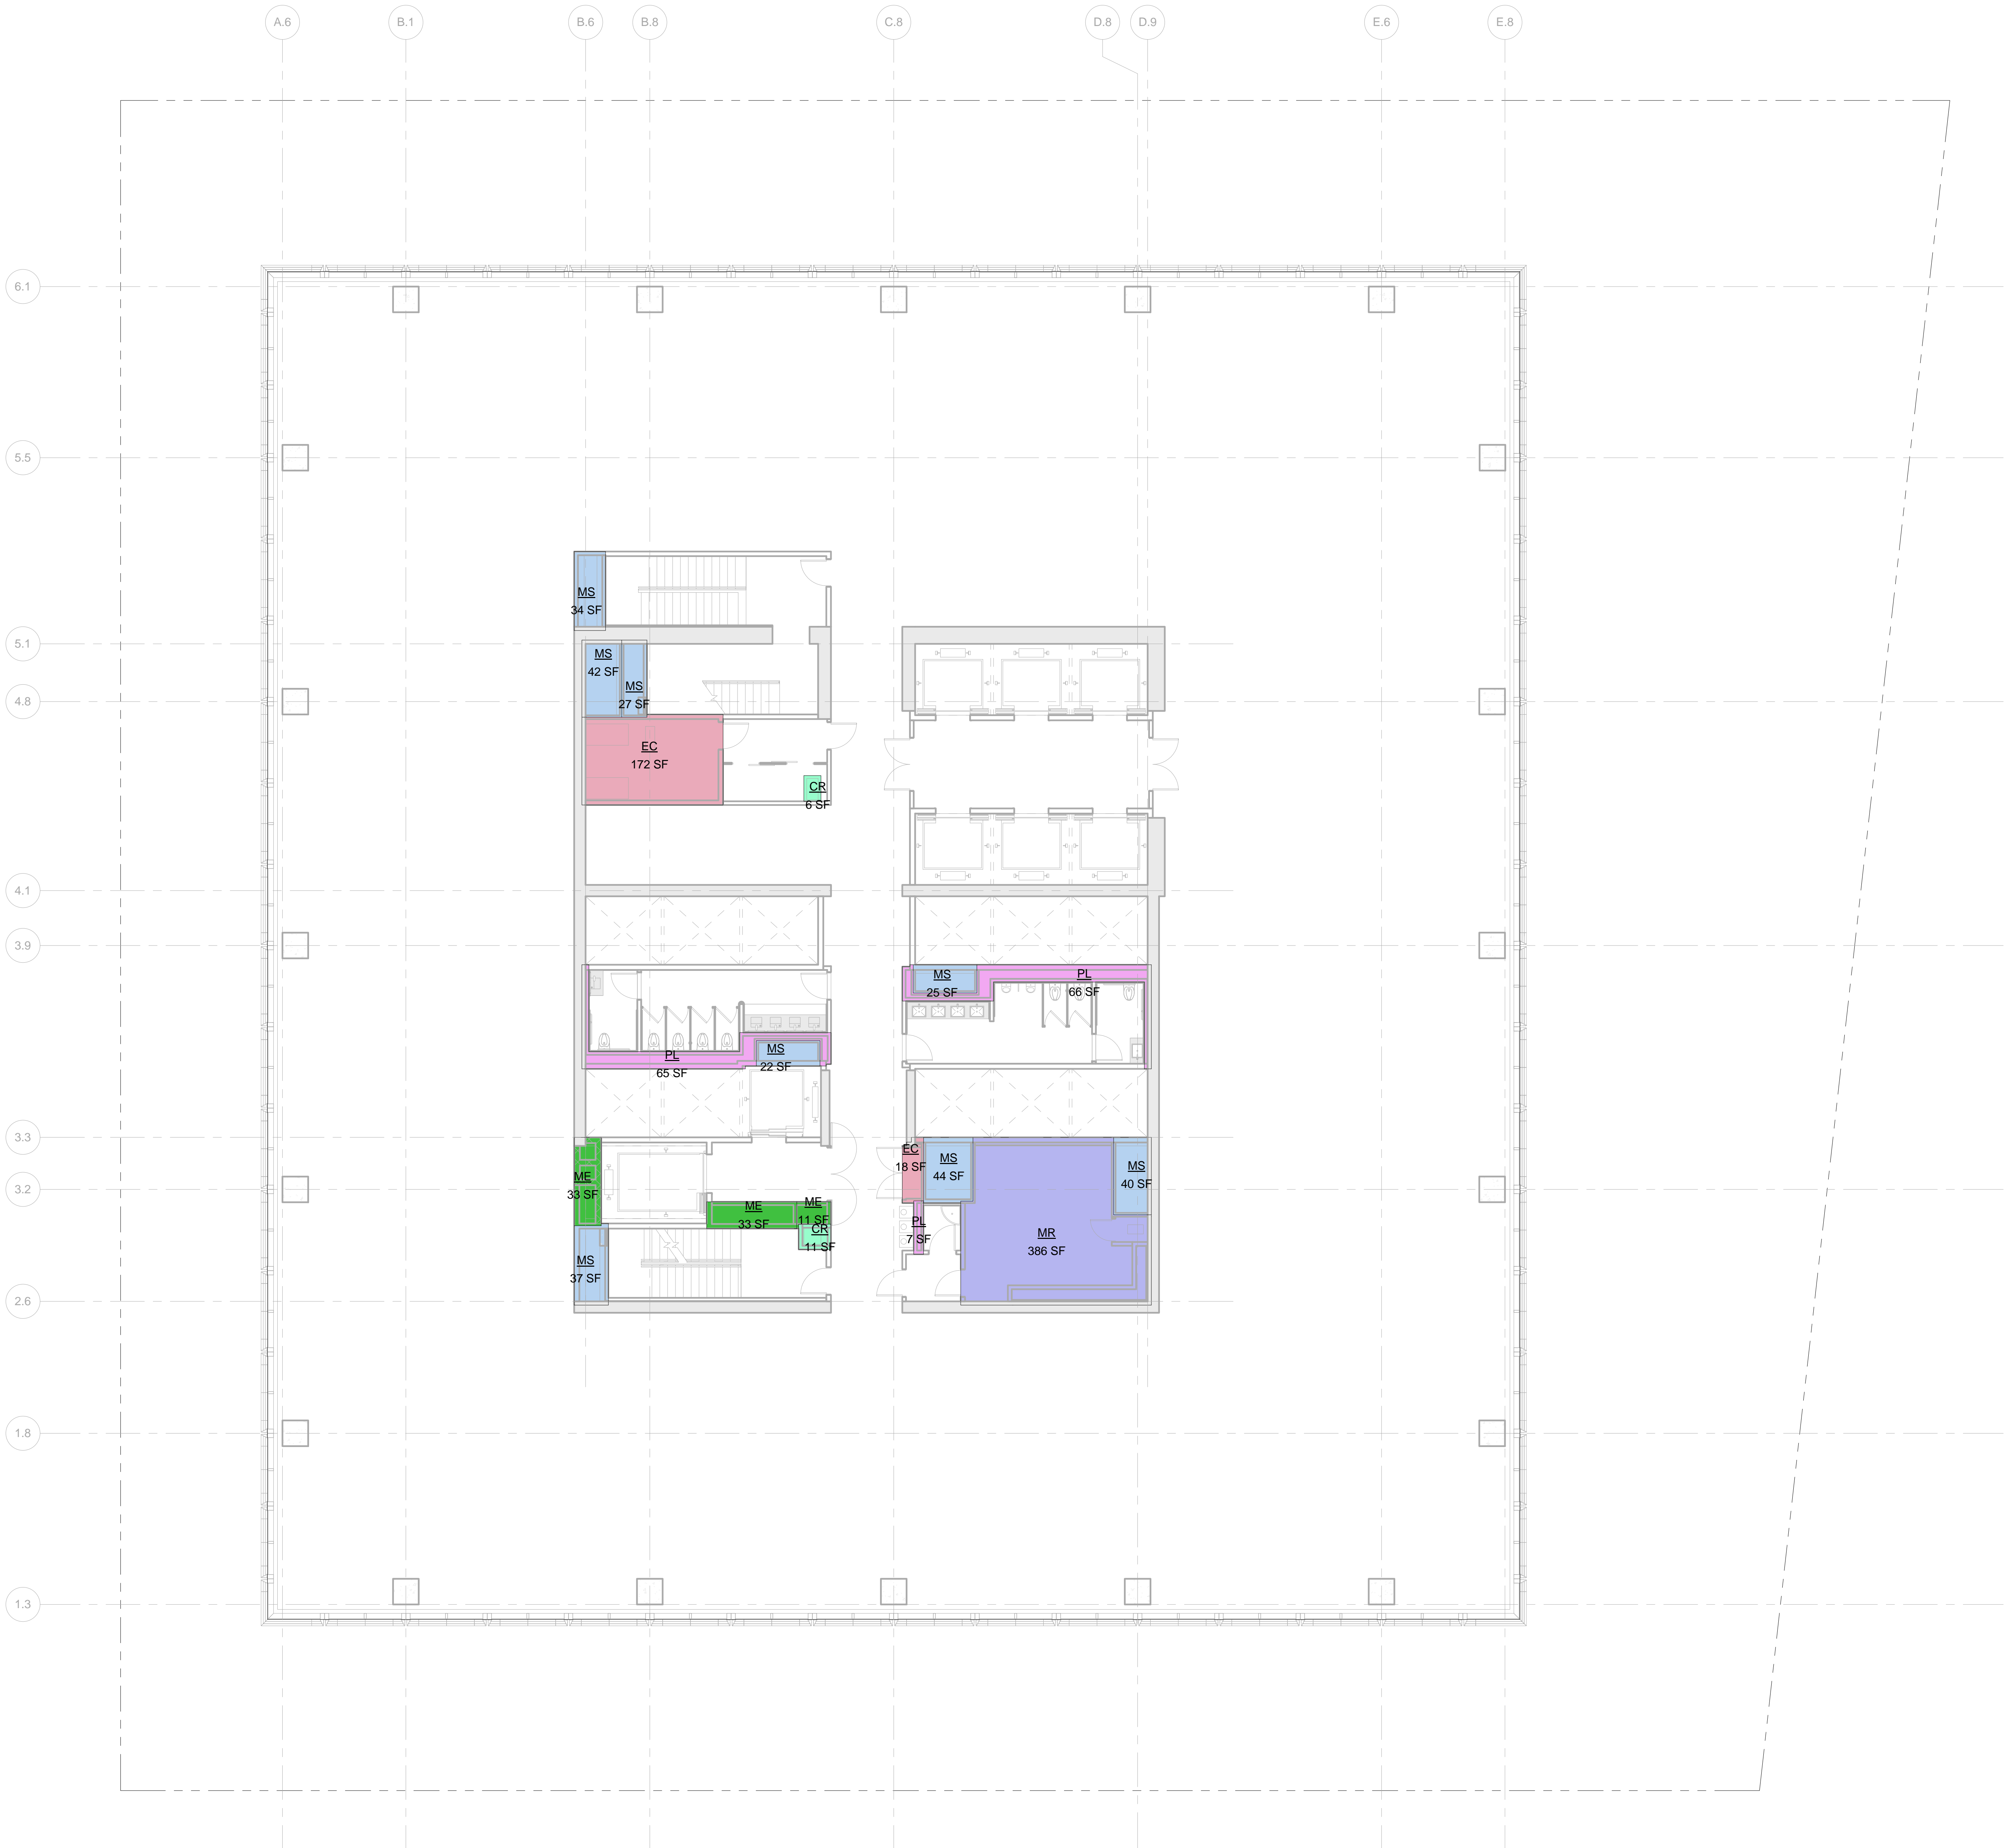 A.6
B.1
B.6
B.8
C.8
D.8
D.9
E.6
E.8
6.1
5.5
MS
34 SF
5.1
MS
42 SF
MS
27 SF
4.8
EC
172 SF
CR
6 SF
4.1
3.9
MS
25 SF
PL
66 SF
MS
22 SF
PL
65 SF
3.3
EC
18 SF
MS
44 SF
MS
40 SF
ME
33 SF
3.2
ME
33 SF
ME
11 SF
CR
11 SF
PL
7 SF
MR
386 SF
MS
37 SF
2.6
1.8
1.3